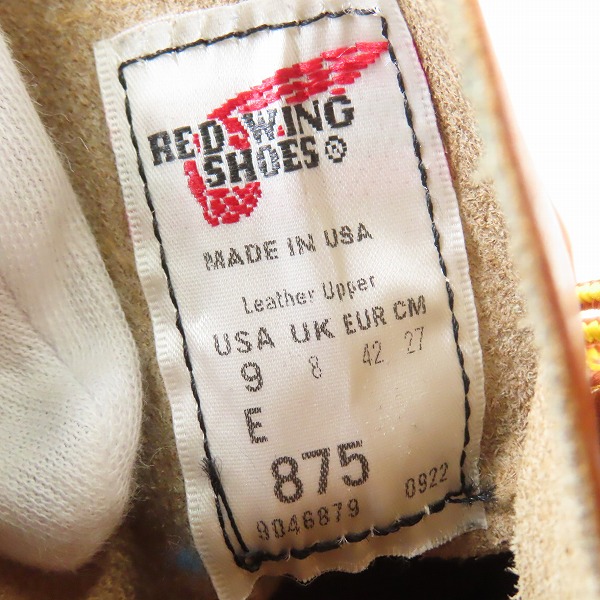 RED WING
SHOES®
MADE IN USA
Leather Upper
USA UK EUR CM
9 8 42 27
E
875
9046879 0922